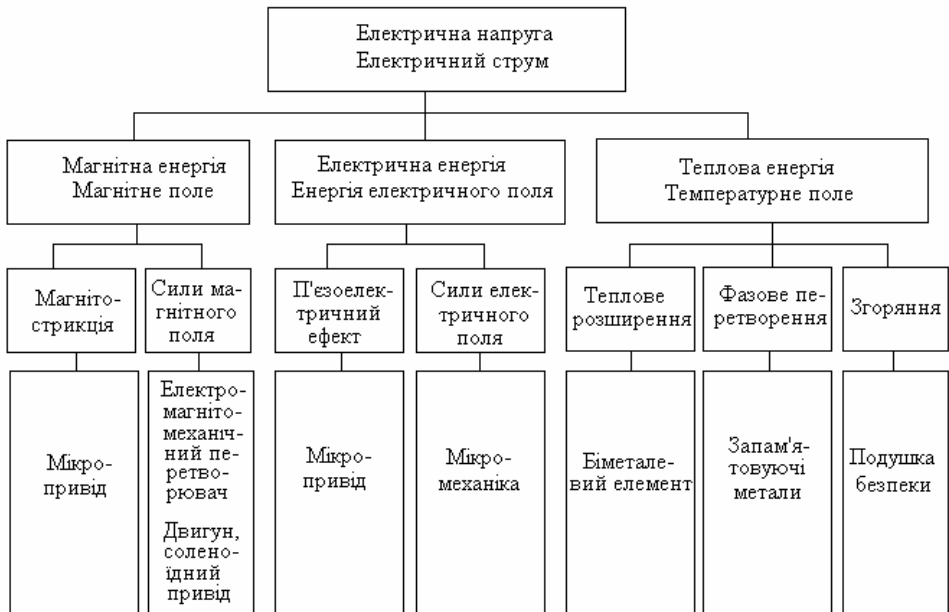 Електрична напруга
Електричний струм
Магнітна енергія
Магнітне поле
Електрична енергія
Енергія електричного поля
Теплова енергія
Температурне поле
Магніто-
стрикція
Сили ма-
гнітного
поля
П'єзоелек-
тричний
ефект
Сили елек-
тричного
поля
Теплове
розширення
Фазове пе-
ретворення
Згоряння
Мікро-
привід
Електро-
магніто-
механіч-
ний пе-
ретво-
рювач
Двигун,
солено-
їдний
привід
Мікро-
привід
Мікро-
механіка
Біметале-
вий елемент
Запам'я-
товуючі
метали
Подушка
безпеки